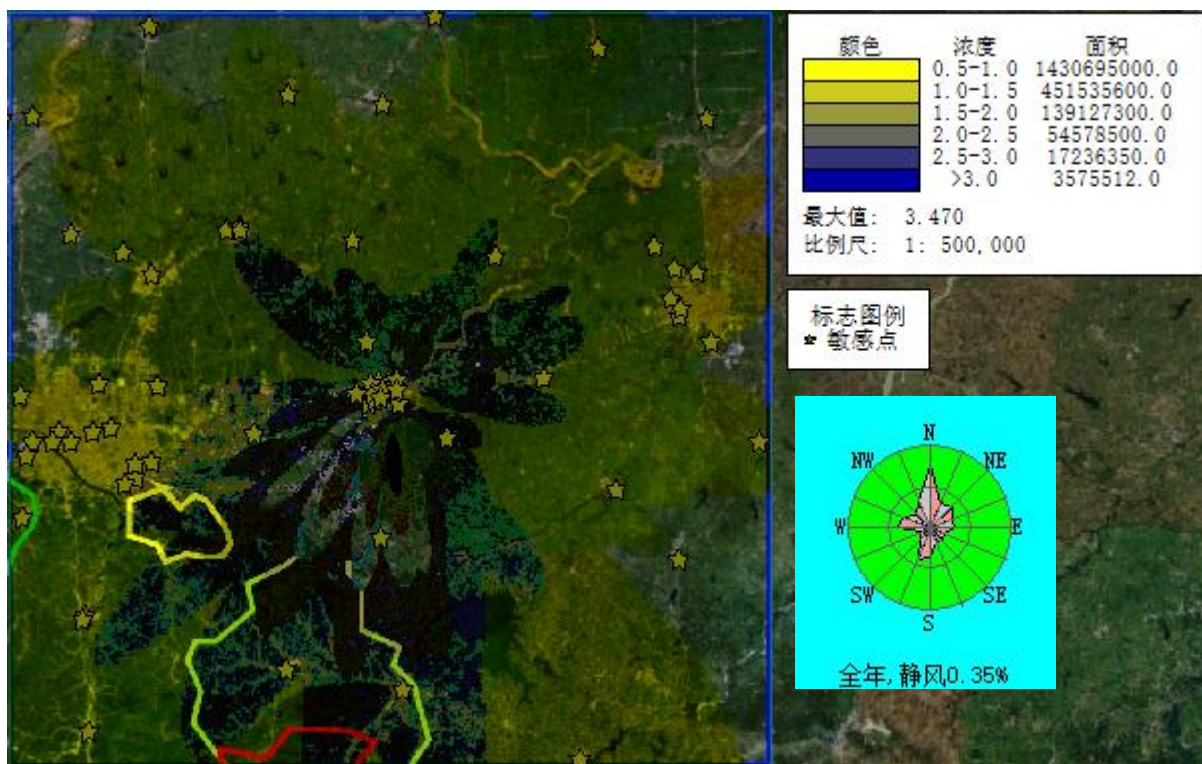 颜色 浓度 面积
0.5-1.0 1430695000.0
1.0-1.5 451535600.0
1.5-2.0 139127300.0
2.0-2.5 54578500.0
2.5-3.0 17236350.0
>3.0 3575512.0
最大值: 3.470
比例尺: 1: 500,000
标志图例
敏感点
N
NW NE
W E
SW SE
S
全年,静风0.35%